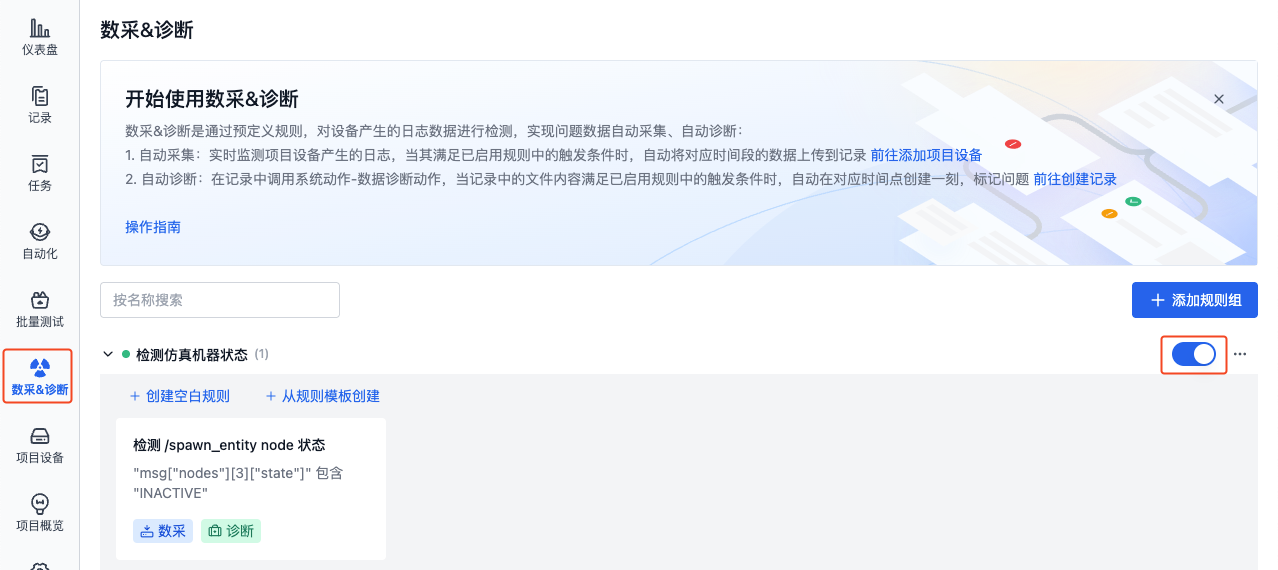 仪表盘
记录
任务
自动化
批量测试
数采&诊断
项目设备
项目概览
数采&诊断
开始使用数采&诊断
数采&诊断是通过预定义规则，对设备产生的日志数据进行检测，实现问题数据自动采集、自动诊断：
1. 自动采集：实时监测项目设备产生的日志，当其满足已启用规则中的触发条件时，自动将对应时间段的数据上传到记录 前往添加项目设备
2. 自动诊断：在记录中调用系统动作-数据诊断动作，当记录中的文件内容满足已启用规则中的触发条件时，自动在对应时间点创建一刻，标记问题 前往创建记录
操作指南
按名称搜索
添加规则组
检测仿真机器状态 (1)
创建空白规则 从规则模板创建
检测 /spawn_entity node 状态
"msg["nodes"][3]["state"]" 包含
"INACTIVE"
数采 诊断